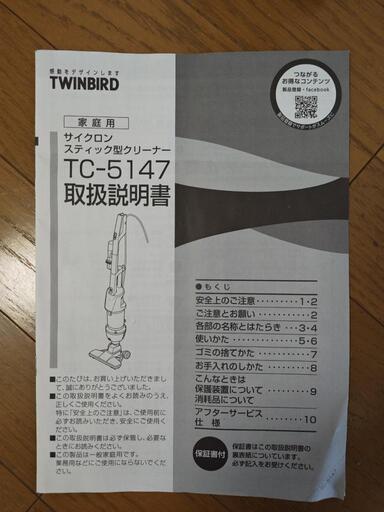 感動をデザインします
TWINBIRD
つながる
お得なコンテンツ
製品登録・facebook
家庭用
サイクロン
スティック型クリーナー
TC-5147
取扱説明書
●もくじ
安全上のご注意・・・・・・・・・1・2
ご注意とお願い・・・・・・・・・・・2
各部の名称とはたらき・・・3・4
使いかた・・・・・・・・・・・・・・・5・6
ゴミの捨てかた・・・・・・・・・・・7
お手入れのしかた・・・・・・・・・8
こんなときは
保護装置について・・・・・・・・・9
消耗品について
アフターサービス・・・・・・・10
仕様
■このたびは、お買い上げいただきまして、誠にありがとうございました。
■この取扱説明書をよくお読みのうえ、
正しくご使用ください。
特に「安全上のご注意」は、ご使用前に
必ずお読みいただき、安全にご使用ください。
■この取扱説明書は必ず保管し、必要な
ときにお読みください。
■この製品は一般家庭用です。
業務用などにご使用にならないでください。
保証書付
保証書はこの取扱説明書の
裏表紙についています。
必ず記入をお受けください。